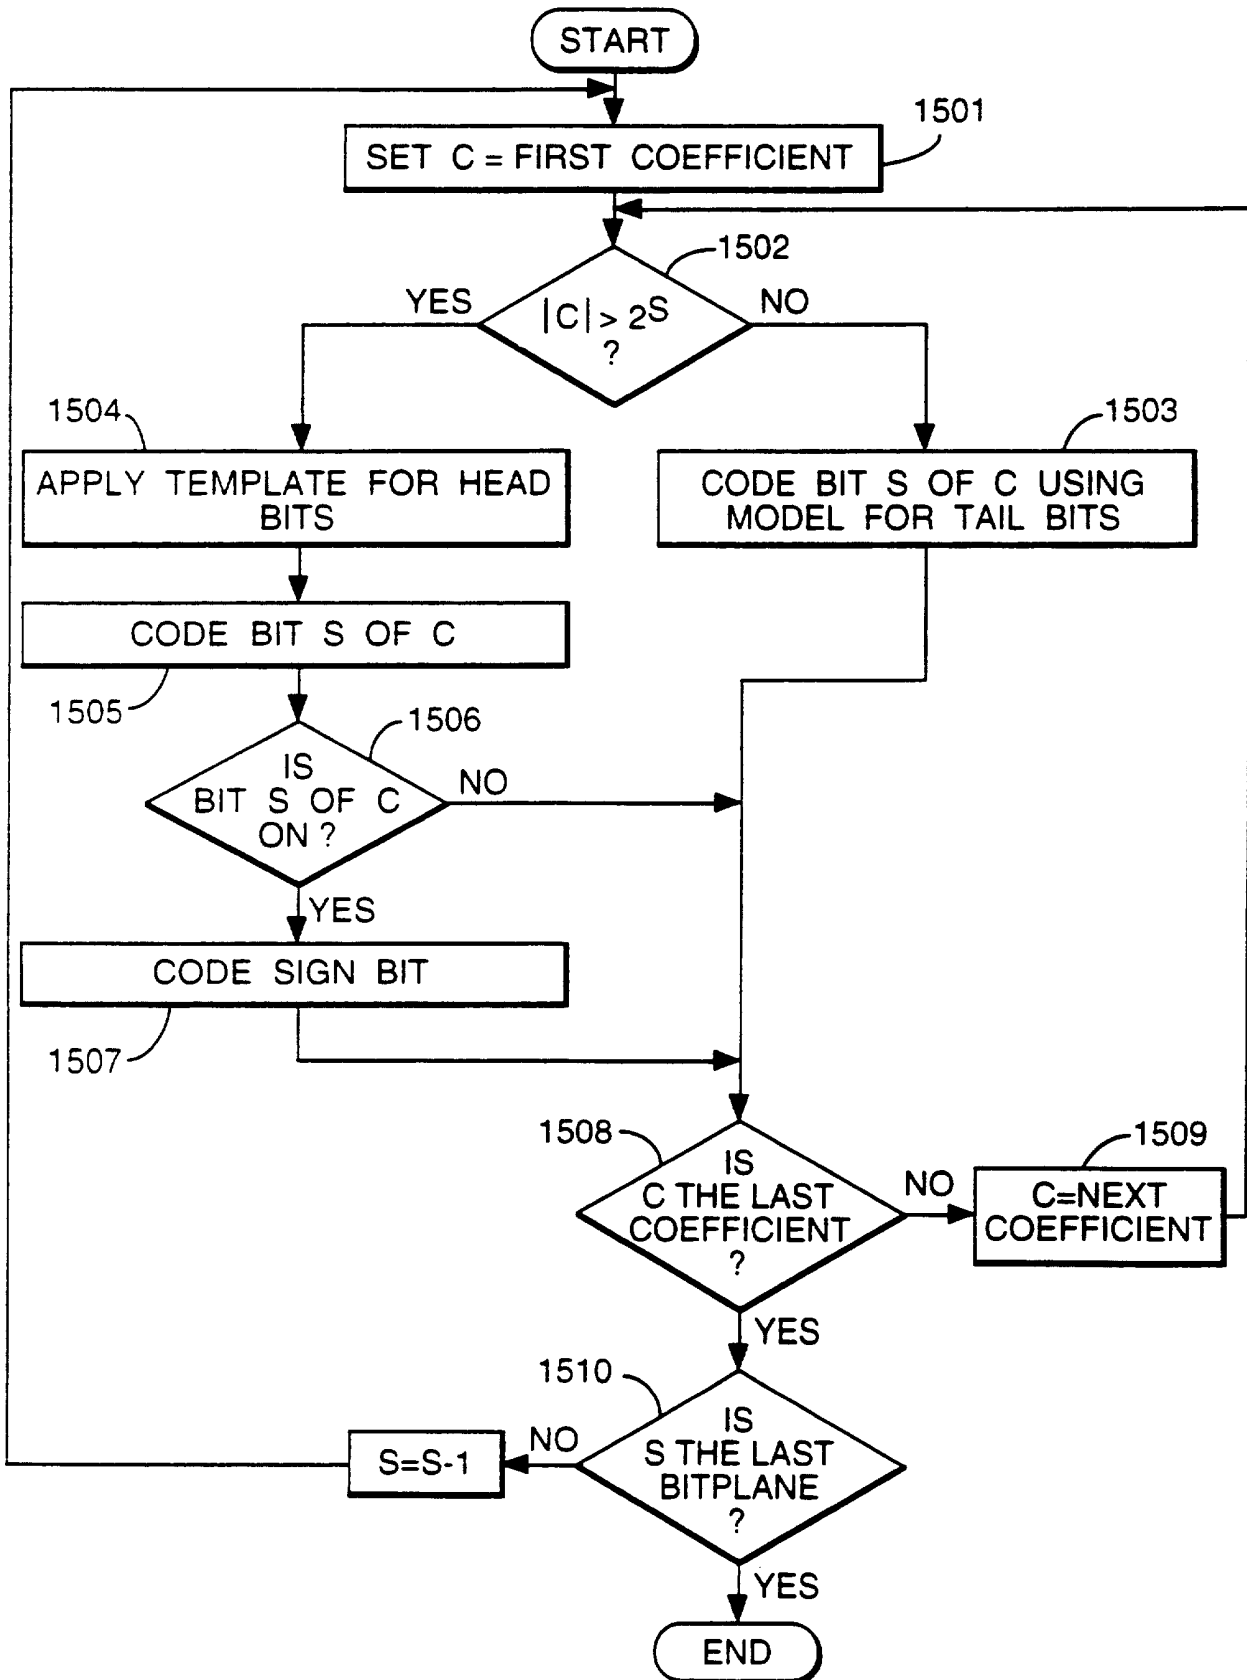 START
1501
SET C = FIRST COEFFICIENT
1502
YES
NO
|C| > 2^S
?
1504
APPLY TEMPLATE FOR HEAD
BITS
1503
CODE BIT S OF C USING
MODEL FOR TAIL BITS
CODE BIT S OF C
1505
1506
IS
BIT S OF C
ON ?
NO
YES
CODE SIGN BIT
1507
1508
IS
C THE LAST
COEFFICIENT
?
NO
1509
C=NEXT
COEFFICIENT
YES
1510
IS
S THE LAST
BITPLANE
?
NO
S=S-1
YES
END